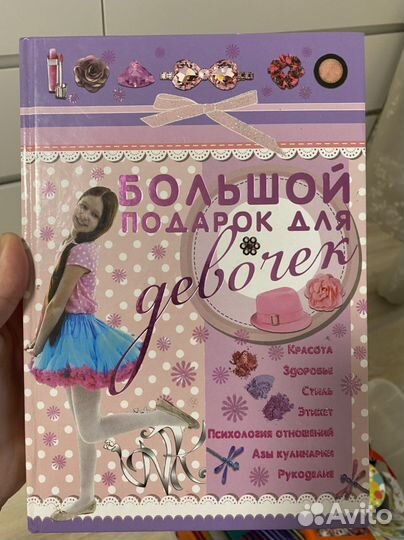 БОЛЬШОЙ
ПОДАРОК ДЛЯ
девочек
КРАСОТА
ЗДОРОВЬЕ
СТИЛЬ
ЭТИКЕТ
ПСИХОЛОГИЯ ОТНОШЕНИЙ
АЗЫ КУЛИНАРИИ
РУКОДЕЛИЕ
Avito